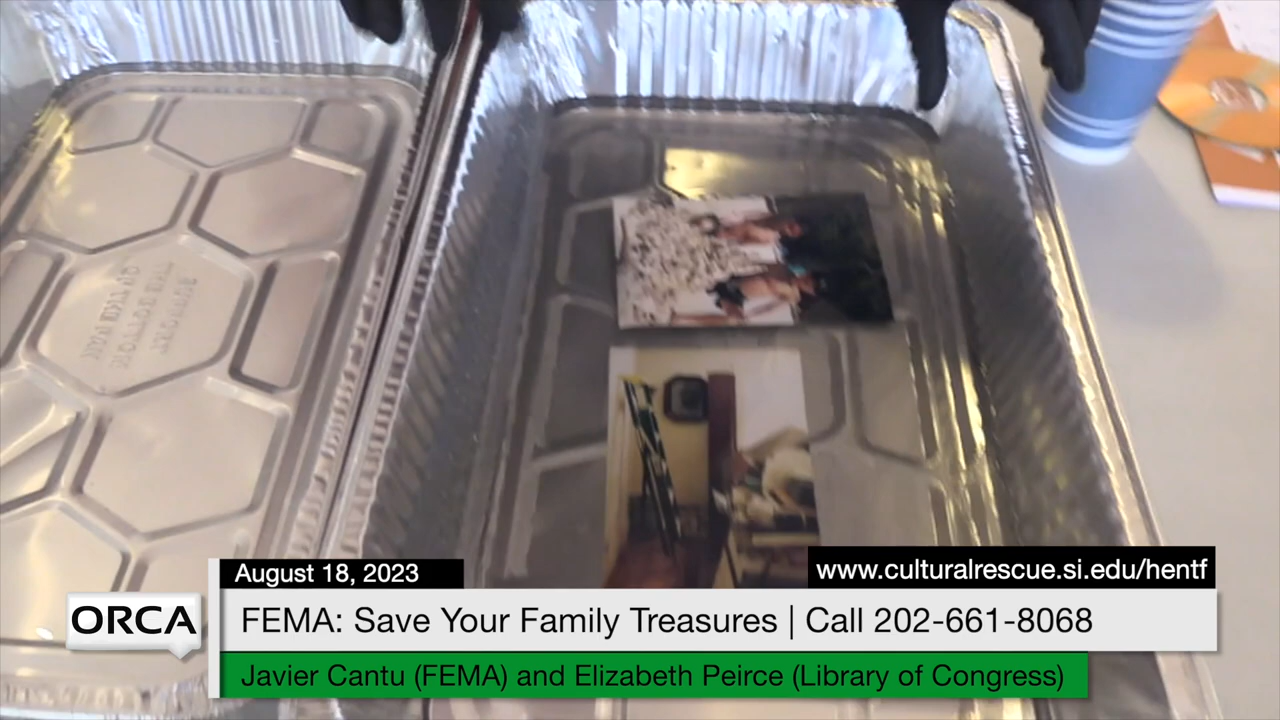 August 18, 2023
www.culturalrescue.si.edu/hentf
ORCA
FEMA: Save Your Family Treasures | Call 202-661-8068
Javier Cantu (FEMA) and Elizabeth Peirce (Library of Congress)